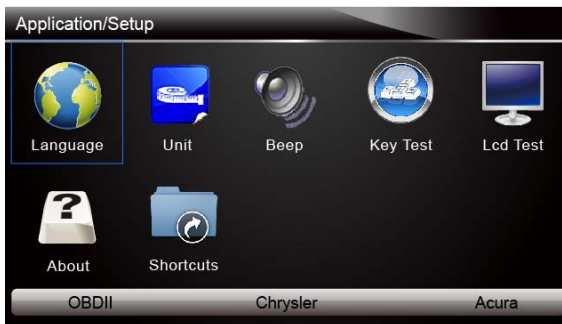 Application/Setup
Language Unit Beep Key Test Lcd Test
?
About Shortcuts
OBDII Chrysler Acura